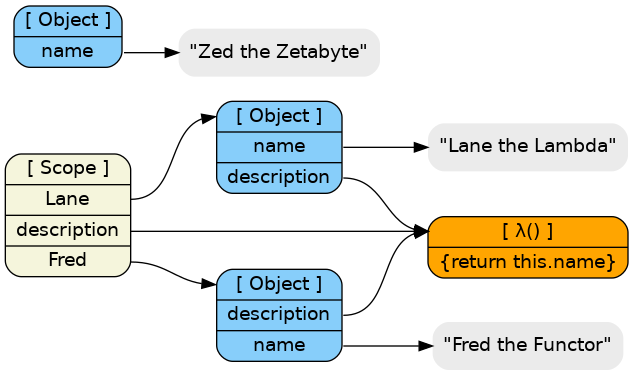 [ Object ]
name
"Zed the Zetabyte"
[ Object ]
name
description
"Lane the Lambda"
[ Scope ]
Lane
description
Fred
[ λ() ]
{return this.name}
[ Object ]
description
name
"Fred the Functor"